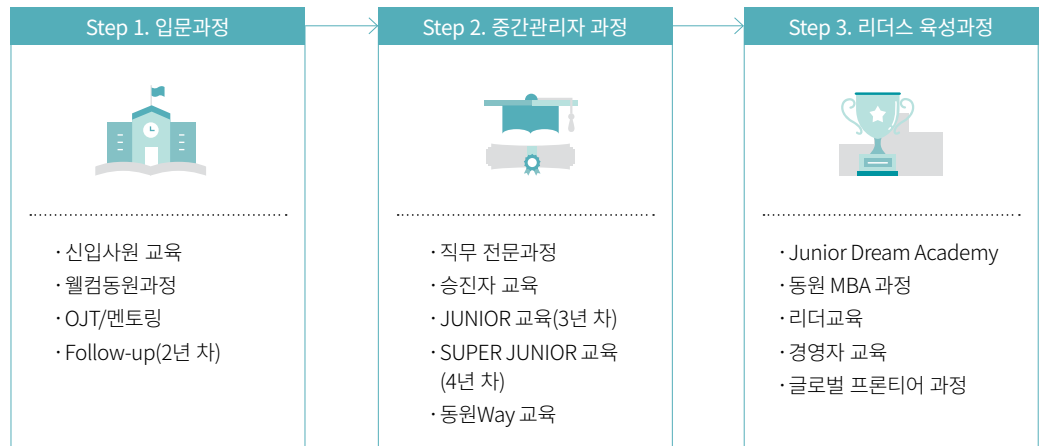 Step 1. 입문과정
· 신입사원 교육
· 웰컴동원과정
· OJT/멘토링
· Follow-up(2년 차)
Step 2. 중간관리자 과정
· 직무 전문과정
· 승진자 교육
· JUNIOR 교육(3년 차)
· SUPER JUNIOR 교육
(4년 차)
· 동원Way 교육
Step 3. 리더스 육성과정
· Junior Dream Academy
· 동원 MBA 과정
· 리더교육
· 경영자 교육
· 글로벌 프론티어 과정